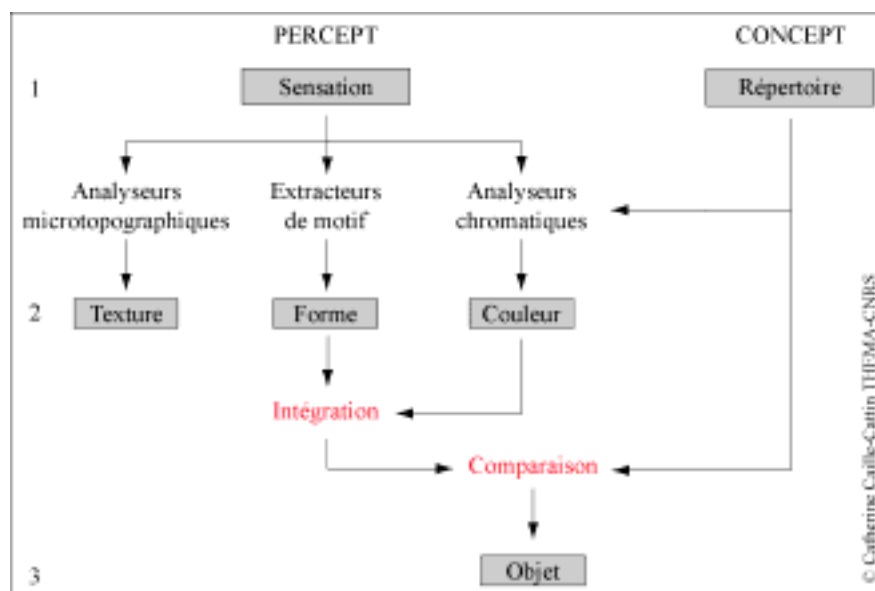 PERCEPT CONCEPT
1 Sensation Répertoire
Analyseurs Extracteurs Analyseurs
microtopographiques de motif chromatiques
2 Texture Forme Couleur
Intégration
Comparaison
3 Objet
© Catherine Caille-Cattin THEMA-CNRS